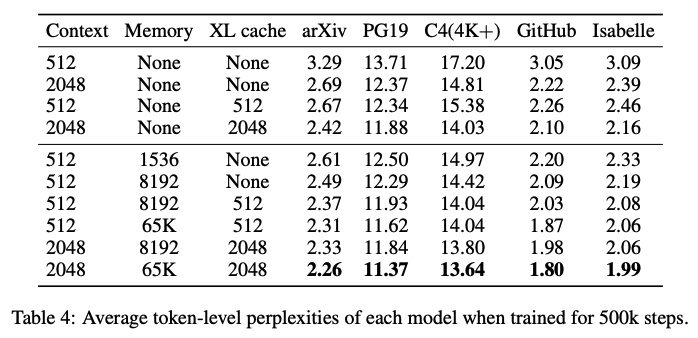 Context Memory XL cache arXiv PG19 C4(4K+) GitHub Isabelle
512 None None 3.29 13.71 17.20 3.05 3.09
2048 None None 2.69 12.37 14.81 2.22 2.39
512 None 512 2.67 12.34 15.38 2.26 2.46
2048 None 2048 2.42 11.88 14.03 2.10 2.16
512 1536 None 2.61 12.50 14.97 2.20 2.33
512 8192 None 2.49 12.29 14.42 2.09 2.19
512 8192 512 2.37 11.93 14.04 2.03 2.08
512 65K 512 2.31 11.62 14.04 1.87 2.06
2048 8192 2048 2.33 11.84 13.80 1.98 2.06
2048 65K 2048 2.26 11.37 13.64 1.80 1.99
Table 4: Average token-level perplexities of each model when trained for 500k steps.